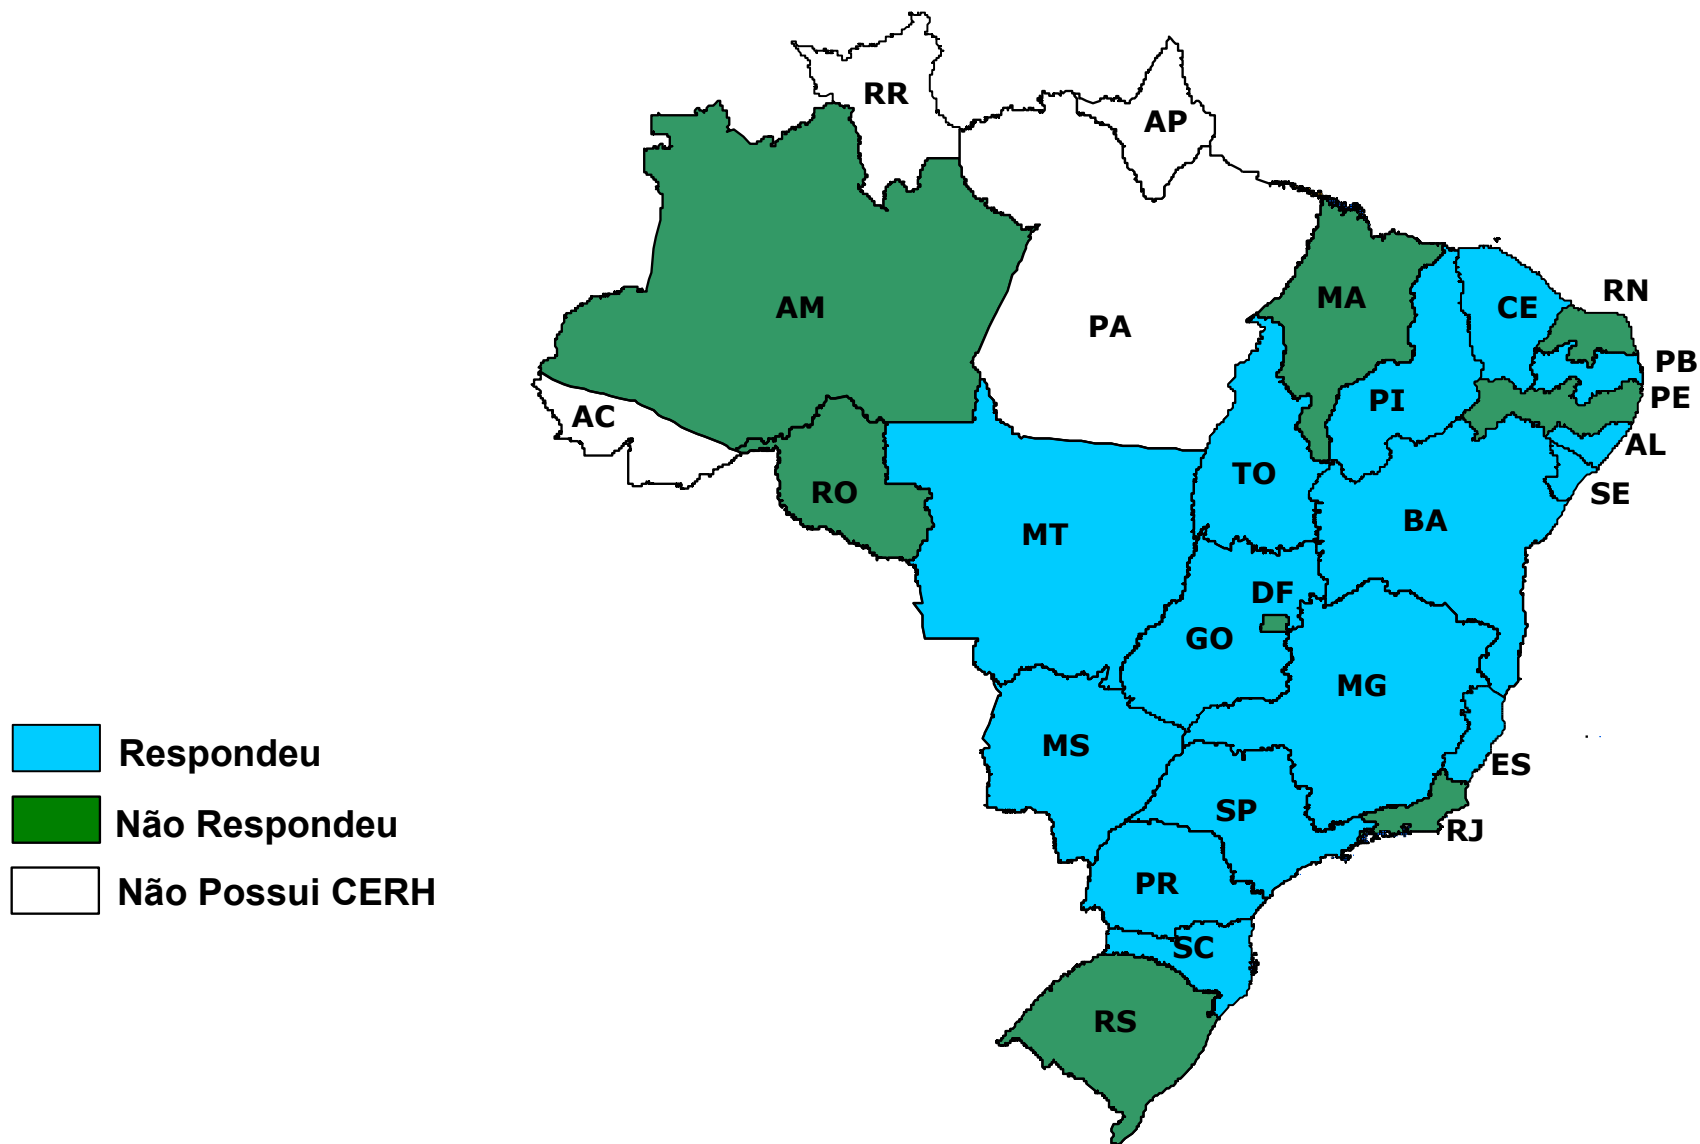 RR
AP
AM
MA
CE
RN
PA
PB
PE
PI
AC
AL
TO
RO
SE
BA
MT
DF
GO
MG
MS
Respondeu
ES
SP
Não Respondeu
RJ
PR
Não Possui CERH
SC
RS